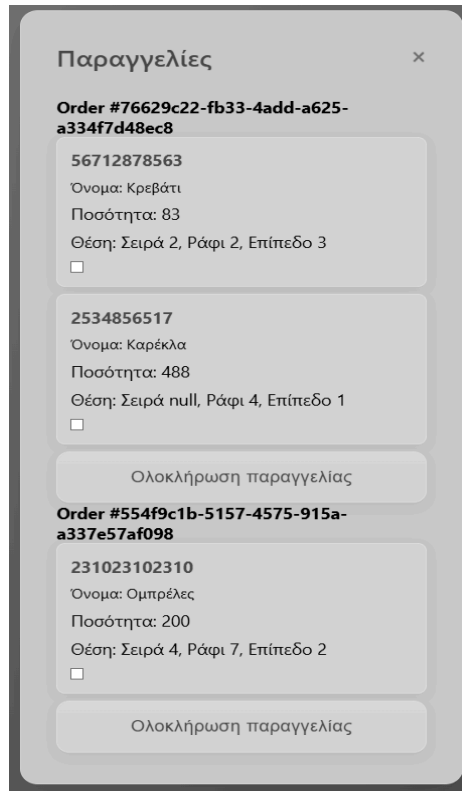 Παραγγελίες ×
Order #76629c22-fb33-4add-a625-
a334f7d48ec8
56712878563
Όνομα: Κρεβάτι
Ποσότητα: 83
Θέση: Σειρά 2, Ράφι 2, Επίπεδο 3
2534856517
Όνομα: Καρέκλα
Ποσότητα: 488
Θέση: Σειρά null, Ράφι 4, Επίπεδο 1
Ολοκλήρωση παραγγελίας
Order #554f9c1b-5157-4575-915a-
a337e57af098
231023102310
Όνομα: Ομπρέλες
Ποσότητα: 200
Θέση: Σειρά 4, Ράφι 7, Επίπεδο 2
Ολοκλήρωση παραγγελίας